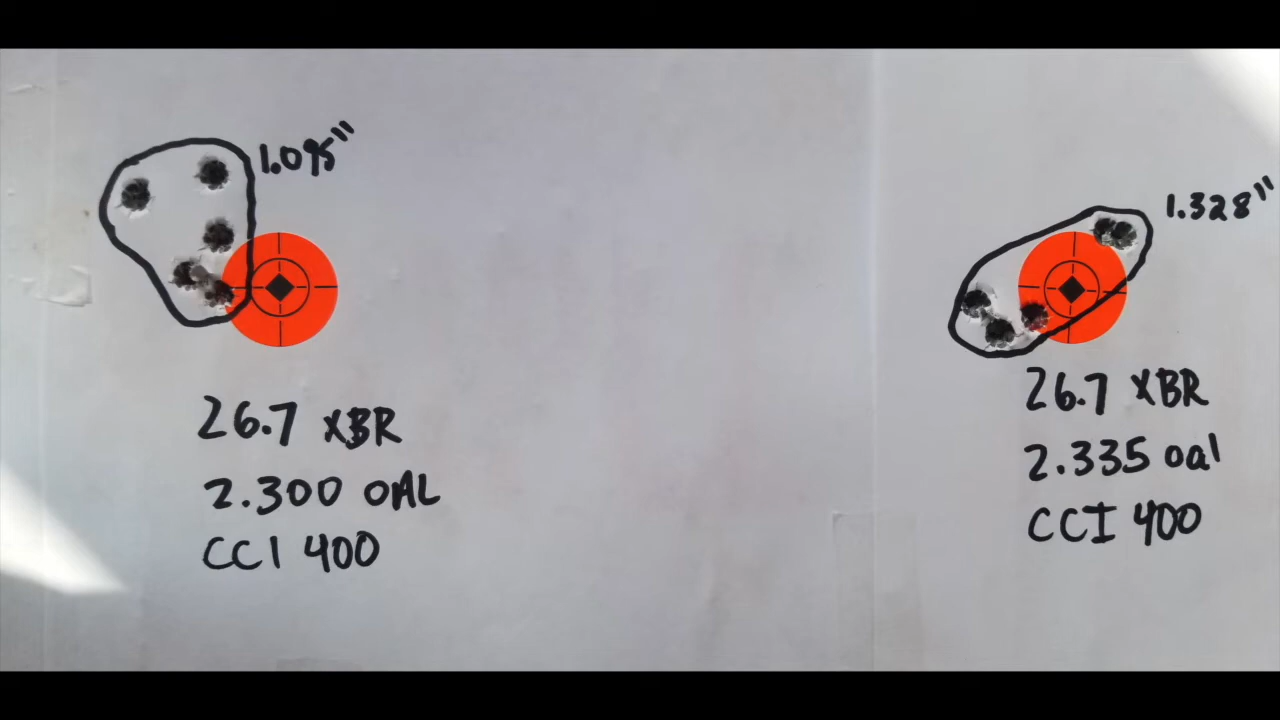 1.095"
26.7 XBR
2.300 OAL
CCI 400
1.328"
26.7 XBR
2.335 oal
CCI 400